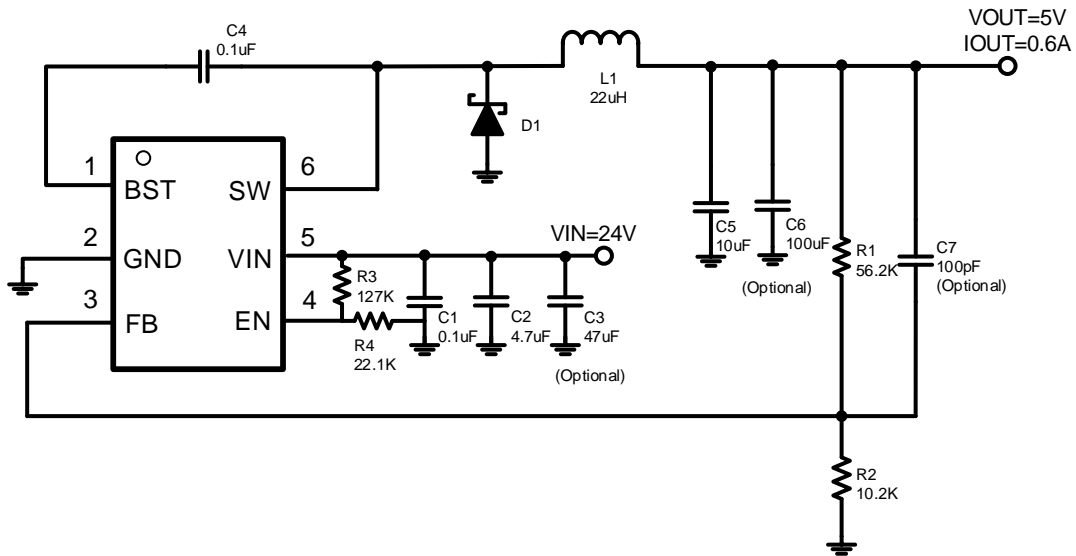 VOUT=5V
IOUT=0.6A
C4
0.1uF
L1
22uH
D1
1
BST
SW
6
2
GND
VIN
5
VIN=24V
3
FB
EN
4
R3
127K
R4
22.1K
C1
0.1uF
C2
4.7uF
C3
47uF
(Optional)
C5
10uF
C6
100uF
(Optional)
R1
56.2K
C7
100pF
(Optional)
R2
10.2K